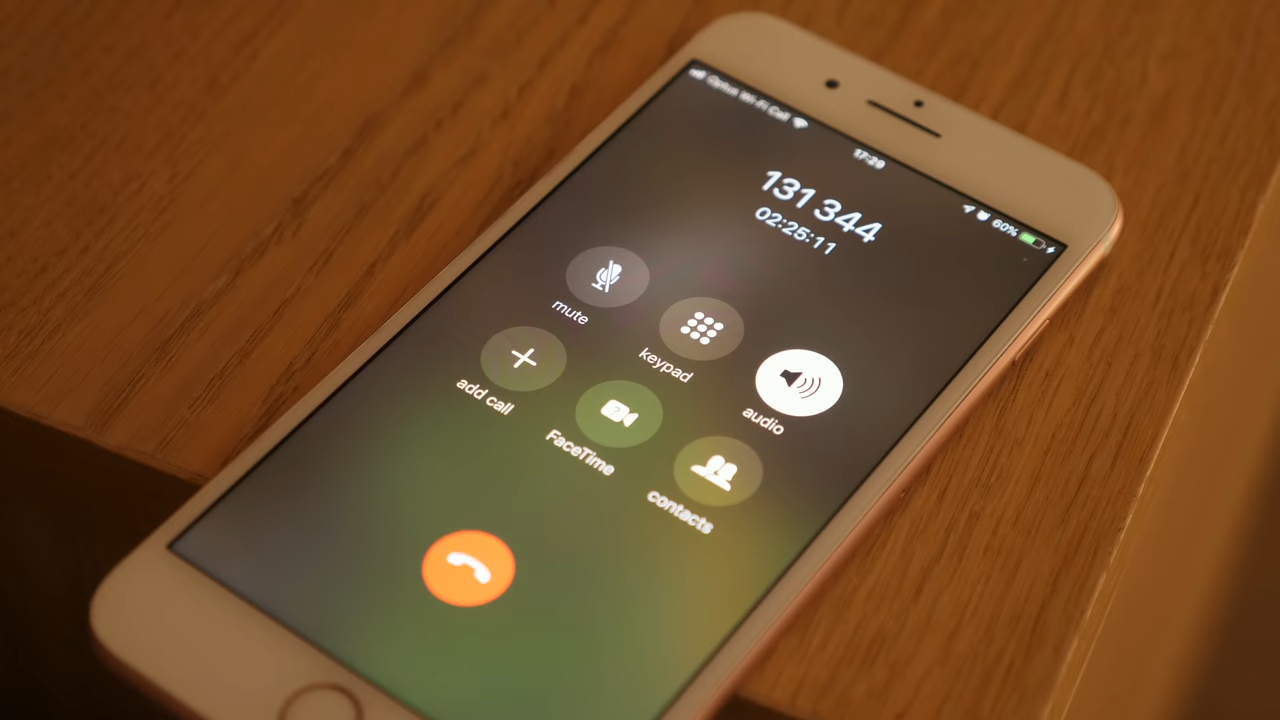 Optus Wi-Fi Call
17:29
60%
131 344
02:25:11
mute
keypad
audio
add call
FaceTime
contacts